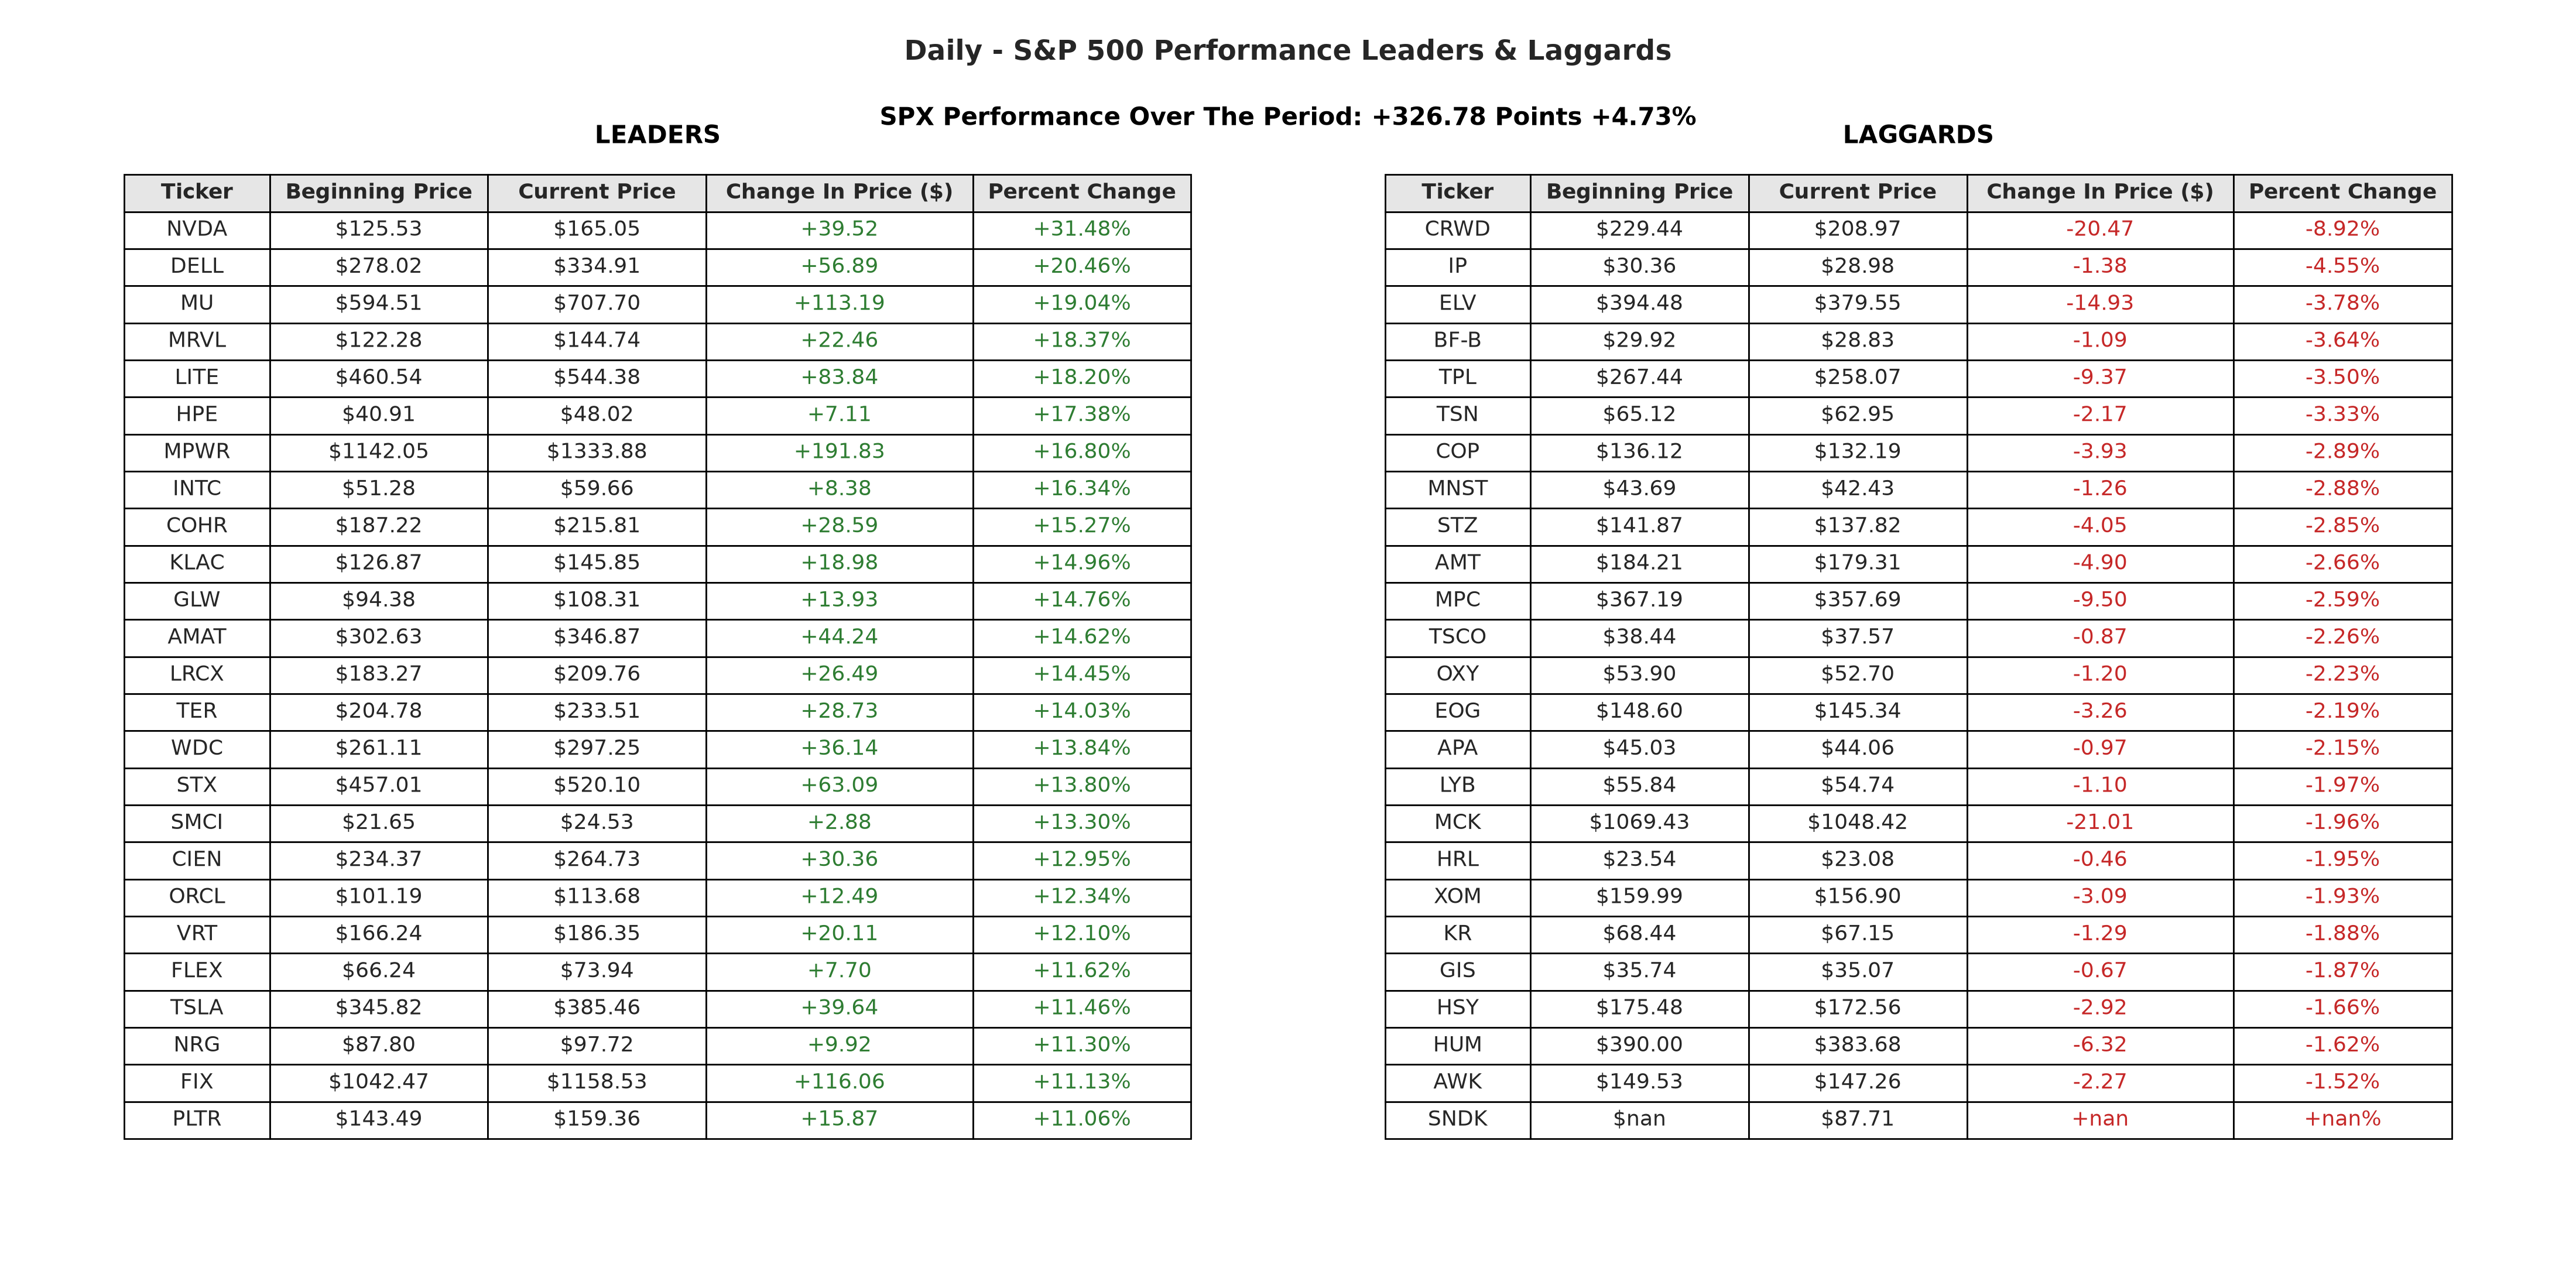 Daily - S&P 500 Performance Leaders & Laggards
SPX Performance Over The Period: +326.78 Points +4.73%
LEADERS
Ticker Beginning Price Current Price Change In Price ($) Percent Change
NVDA $125.53 $165.05 +39.52 +31.48%
DELL $278.02 $334.91 +56.89 +20.46%
MU $594.51 $707.70 +113.19 +19.04%
MRVL $122.28 $144.74 +22.46 +18.37%
LITE $460.54 $544.38 +83.84 +18.20%
HPE $40.91 $48.02 +7.11 +17.38%
MPWR $1142.05 $1333.88 +191.83 +16.80%
INTC $51.28 $59.66 +8.38 +16.34%
COHR $187.22 $215.81 +28.59 +15.27%
KLAC $126.87 $145.85 +18.98 +14.96%
GLW $94.38 $108.31 +13.93 +14.76%
AMAT $302.63 $346.87 +44.24 +14.62%
LRCX $183.27 $209.76 +26.49 +14.45%
TER $204.78 $233.51 +28.73 +14.03%
WDC $261.11 $297.25 +36.14 +13.84%
STX $457.01 $520.10 +63.09 +13.80%
SMCI $21.65 $24.53 +2.88 +13.30%
CIEN $234.37 $264.73 +30.36 +12.95%
ORCL $101.19 $113.68 +12.49 +12.34%
VRT $166.24 $186.35 +20.11 +12.10%
FLEX $66.24 $73.94 +7.70 +11.62%
TSLA $345.82 $385.46 +39.64 +11.46%
NRG $87.80 $97.72 +9.92 +11.30%
FIX $1042.47 $1158.53 +116.06 +11.13%
PLTR $143.49 $159.36 +15.87 +11.06%
LAGGARDS
Ticker Beginning Price Current Price Change In Price ($) Percent Change
CRWD $229.44 $208.97 -20.47 -8.92%
IP $30.36 $28.98 -1.38 -4.55%
ELV $394.48 $379.55 -14.93 -3.78%
BF-B $29.92 $28.83 -1.09 -3.64%
TPL $267.44 $258.07 -9.37 -3.50%
TSN $65.12 $62.95 -2.17 -3.33%
COP $136.12 $132.19 -3.93 -2.89%
MNST $43.69 $42.43 -1.26 -2.88%
STZ $141.87 $137.82 -4.05 -2.85%
AMT $184.21 $179.31 -4.90 -2.66%
MPC $367.19 $357.69 -9.50 -2.59%
TSCO $38.44 $37.57 -0.87 -2.26%
OXY $53.90 $52.70 -1.20 -2.23%
EOG $148.60 $145.34 -3.26 -2.19%
APA $45.03 $44.06 -0.97 -2.15%
LYB $55.84 $54.74 -1.10 -1.97%
MCK $1069.43 $1048.42 -21.01 -1.96%
HRL $23.54 $23.08 -0.46 -1.95%
XOM $159.99 $156.90 -3.09 -1.93%
KR $68.44 $67.15 -1.29 -1.88%
GIS $35.74 $35.07 -0.67 -1.87%
HSY $175.48 $172.56 -2.92 -1.66%
HUM $390.00 $383.68 -6.32 -1.62%
AWK $149.53 $147.26 -2.27 -1.52%
SNDK $nan $87.71 +nan +nan%